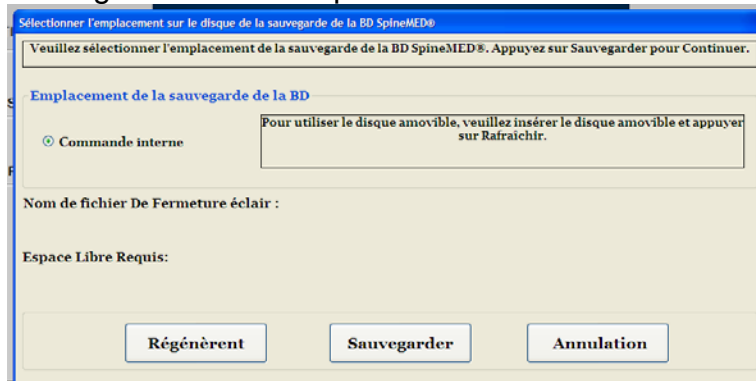 Sélectionner l'emplacement sur le disque de la sauvegarde de la BD SpineMED®
Veuillez sélectionner l'emplacement de la sauvegarde de la BD SpineMED®. Appuyez sur Sauvegarder pour Continuer.
Emplacement de la sauvegarde de la BD
Commande interne
Pour utiliser le disque amovible, veuillez insérer le disque amovible et appuyer
sur Rafraichir.
Nom de fichier De Fermeture éclair :
Espace Libre Requis:
Régénèrent Sauvegarder Annulation